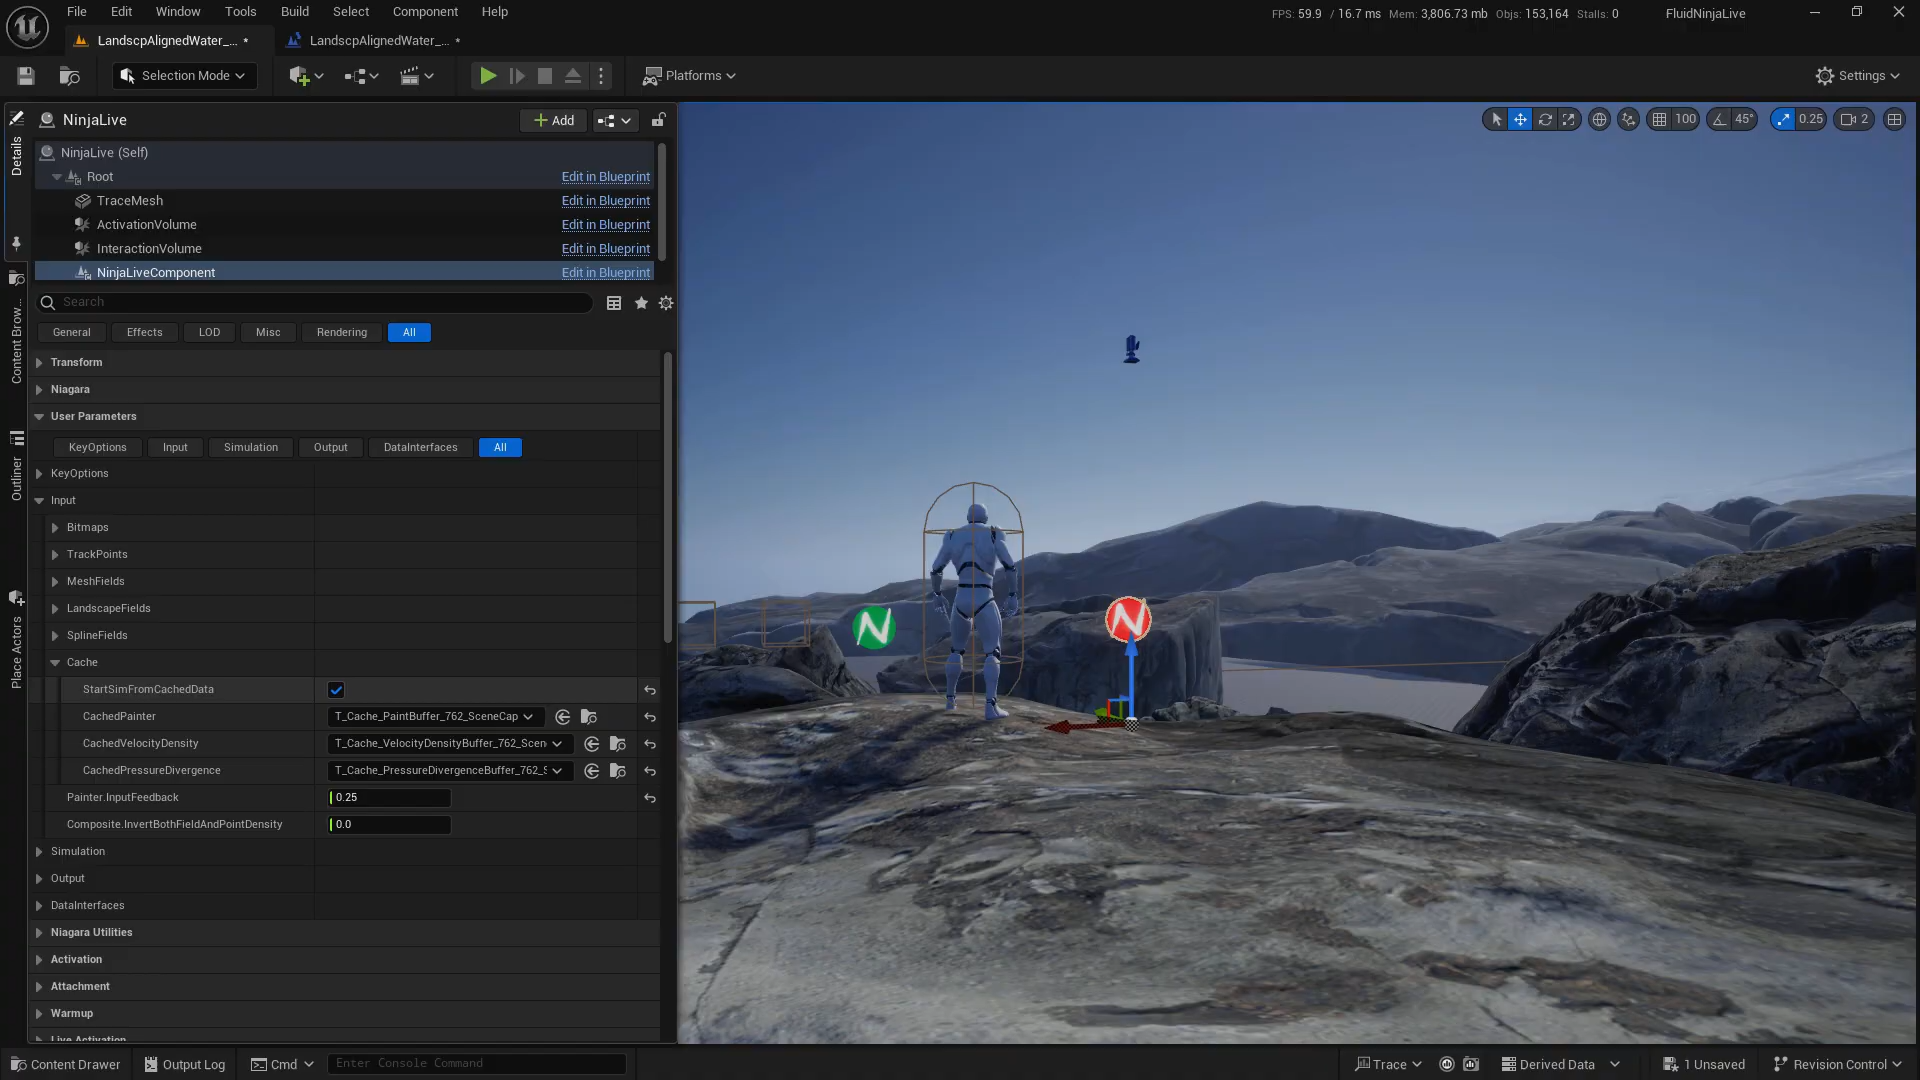 File Edit Window Tools Build Select Component Help
FPS: 59.9 / 16.7 ms Mem: 3,806.73 mb Objs: 153,164 Stalls: 0 FluidNinjaLive
LandscpAlignedWater_... • LandscpAlignedWater_... •
Selection Mode Platforms Settings
NinjaLive Add
100 45° 0.25 2
Details
NinjaLive (Self)
Root Edit in Blueprint
TraceMesh Edit in Blueprint
ActivationVolume Edit in Blueprint
InteractionVolume Edit in Blueprint
NinjaLiveComponent Edit in Blueprint
Search
Content Brow...
General Effects LOD Misc Rendering All
Transform
Niagara
User Parameters
KeyOptions Input Simulation Output DataInterfaces All
Outliner
KeyOptions
Input
Bitmaps
TrackPoints
MeshFields
LandscapeFields
SplineFields
N N
Place Actors
Cache
StartSimFromCachedData
CachedPainter T_Cache_PaintBuffer_762_SceneCap
CachedVelocityDensity T_Cache_VelocityDensityBuffer_762_Scen
CachedPressureDivergence T_Cache_PressureDivergenceBuffer_762_S
Painter.InputFeedback 0.25
Composite.InvertBothFieldAndPointDensity 0.0
Simulation
Output
DataInterfaces
Niagara Utilities
Activation
Attachment
Warmup
Live Activation
Content Drawer Output Log Cmd Enter Console Command Trace Derived Data 1 Unsaved Revision Control